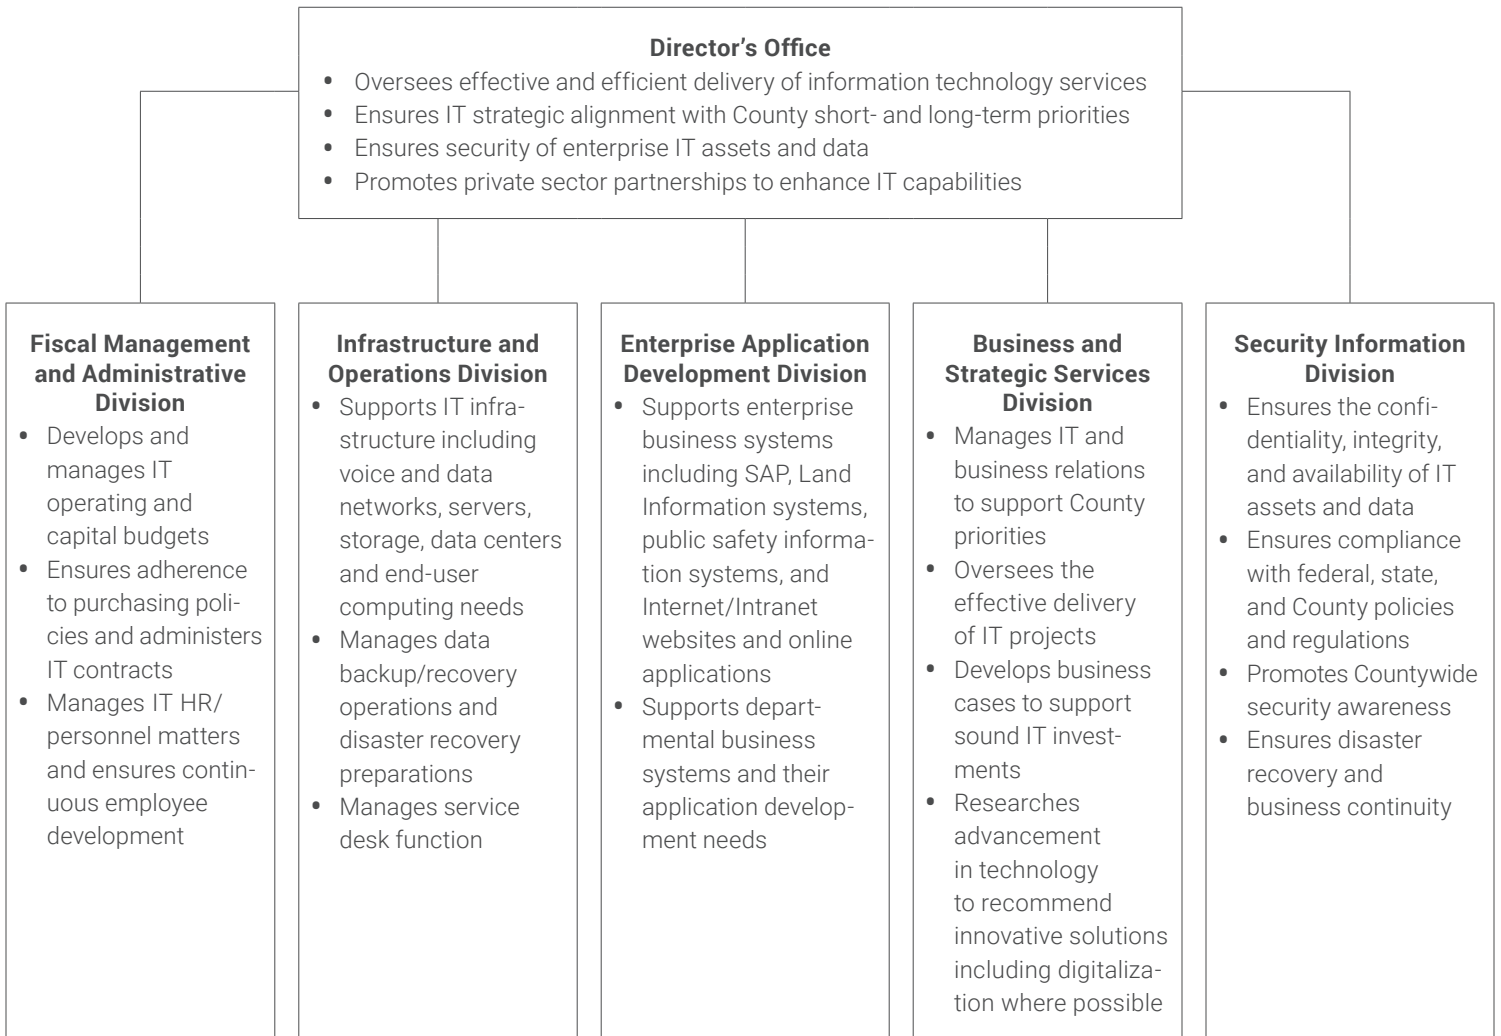 Director’s Office
• Oversees effective and efficient delivery of information technology services
• Ensures IT strategic alignment with County short- and long-term priorities
• Ensures security of enterprise IT assets and data
• Promotes private sector partnerships to enhance IT capabilities
Fiscal Management
and Administrative
Division
• Develops and
manages IT
operating and
capital budgets
• Ensures adherence
to purchasing poli-
cies and administers
IT contracts
• Manages IT HR/
personnel matters
and ensures contin-
uous employee
development
Infrastructure and
Operations Division
• Supports IT infra-
structure including
voice and data
networks, servers,
storage, data centers
and end-user
computing needs
• Manages data
backup/recovery
operations and
disaster recovery
preparations
• Manages service
desk function
Enterprise Application
Development Division
• Supports enterprise
business systems
including SAP, Land
Information systems,
public safety informa-
tion systems, and
Internet/Intranet
websites and online
applications
• Supports depart-
mental business
systems and their
application develop-
ment needs
Business and
Strategic Services
Division
• Manages IT and
business relations
to support County
priorities
• Oversees the
effective delivery
of IT projects
• Develops business
cases to support
sound IT invest-
ments
• Researches
advancement
in technology
to recommend
innovative solutions
including digitaliza-
tion where possible
Security Information
Division
• Ensures the confi-
dentiality, integrity,
and availability of IT
assets and data
• Ensures compliance
with federal, state,
and County policies
and regulations
• Promotes Countywide
security awareness
• Ensures disaster
recovery and
business continuity